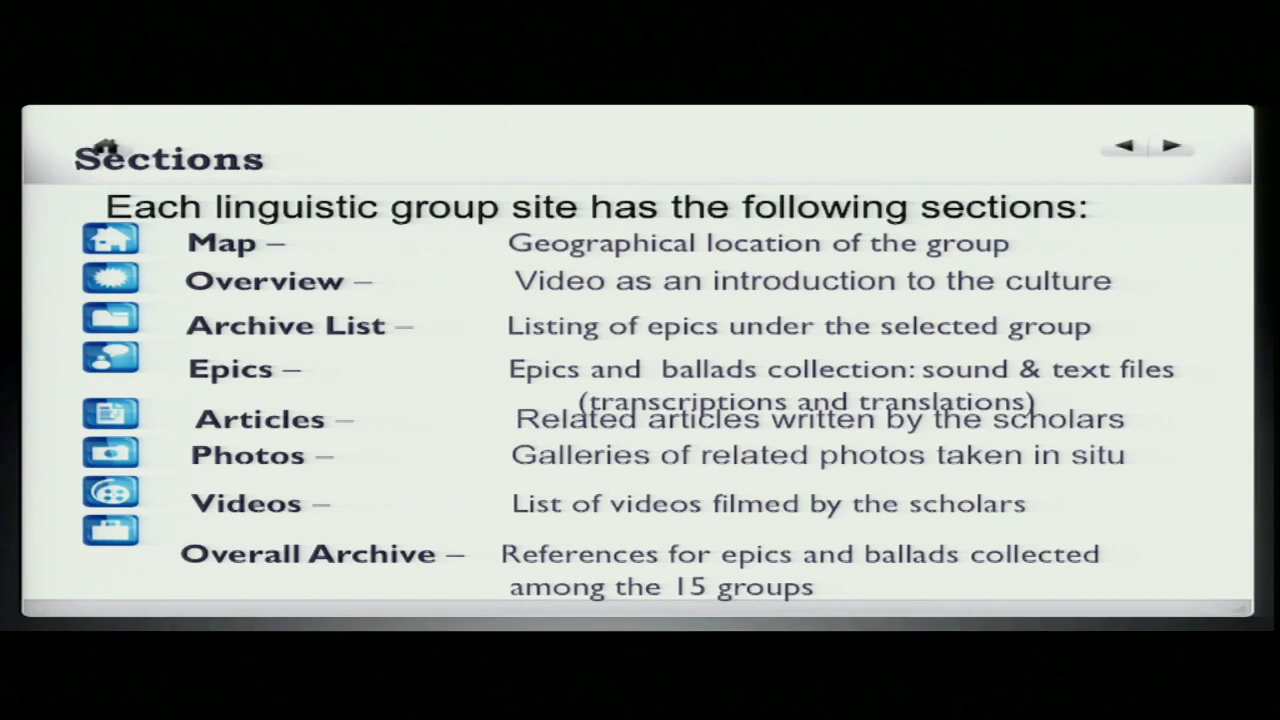 Sections
Each linguistic group site has the following sections:
Map – Geographical location of the group
Overview – Video as an introduction to the culture
Archive List – Listing of epics under the selected group
Epics – Epics and ballads collection: sound & text files
(transcriptions and translations)
Articles – Related articles written by the scholars
Photos – Galleries of related photos taken in situ
Videos – List of videos filmed by the scholars
Overall Archive – References for epics and ballads collected
among the 15 groups